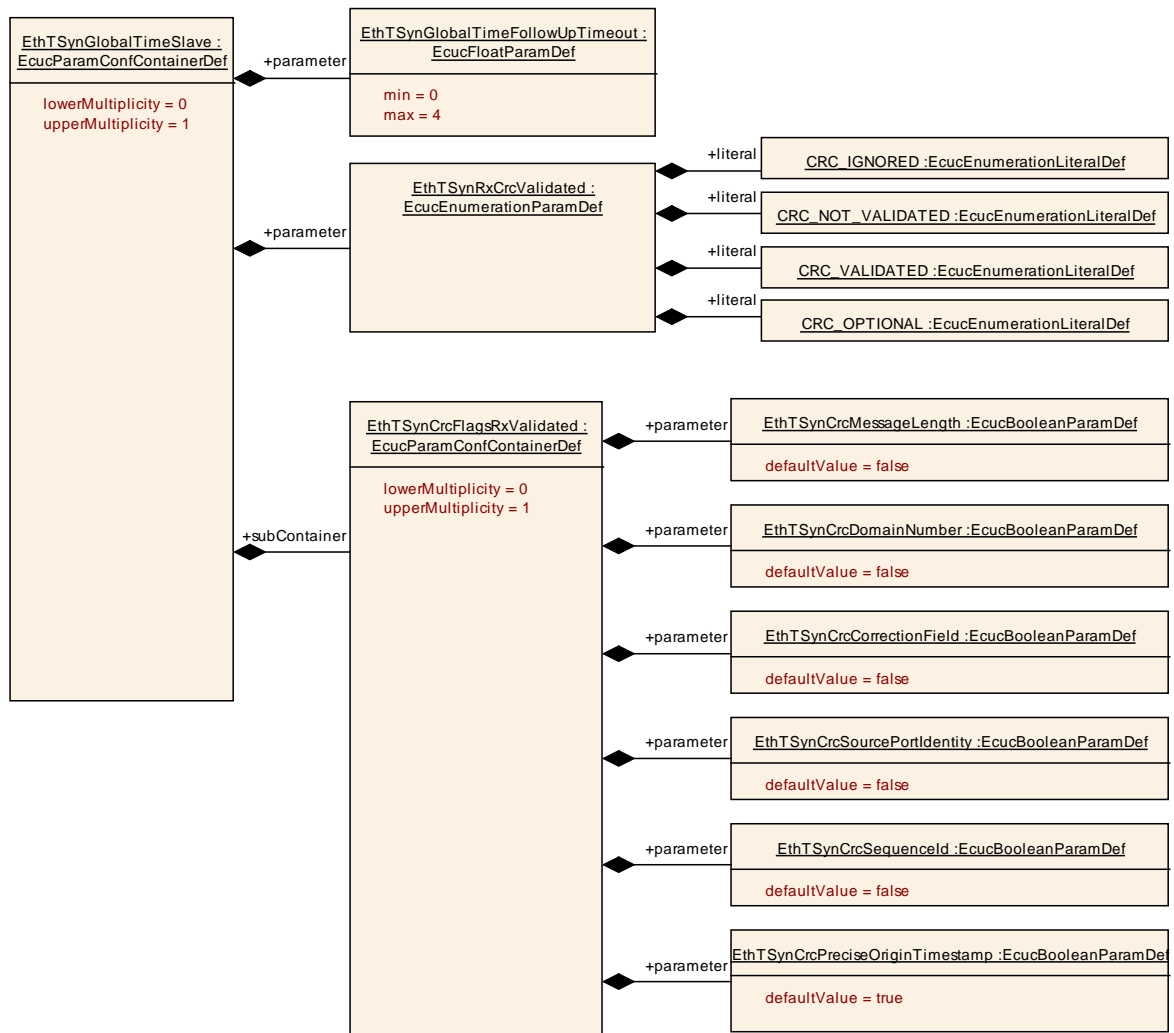 EthTSynGlobalTimeSlave :
EcucParamConfContainerDef
lowerMultiplicity = 0
upperMultiplicity = 1
+parameter
EthTSynGlobalTimeFollowUpTimeout :
EcucFloatParamDef
min = 0
max = 4
+parameter
EthTSynRxCrcValidated :
EcucEnumerationParamDef
+literal
CRC_IGNORED :EcucEnumerationLiteralDef
+literal
CRC_NOT_VALIDATED :EcucEnumerationLiteralDef
+literal
CRC_VALIDATED :EcucEnumerationLiteralDef
+literal
CRC_OPTIONAL :EcucEnumerationLiteralDef
+subContainer
EthTSynCrcFlagsRxValidated :
EcucParamConfContainerDef
lowerMultiplicity = 0
upperMultiplicity = 1
+parameter
EthTSynCrcMessageLength :EcucBooleanParamDef
defaultValue = false
+parameter
EthTSynCrcDomainNumber :EcucBooleanParamDef
defaultValue = false
+parameter
EthTSynCrcCorrectionField :EcucBooleanParamDef
defaultValue = false
+parameter
EthTSynCrcSourcePortIdentity :EcucBooleanParamDef
defaultValue = false
+parameter
EthTSynCrcSequenceId :EcucBooleanParamDef
defaultValue = false
+parameter
EthTSynCrcPreciseOriginTimestamp :EcucBooleanParamDef
defaultValue = true